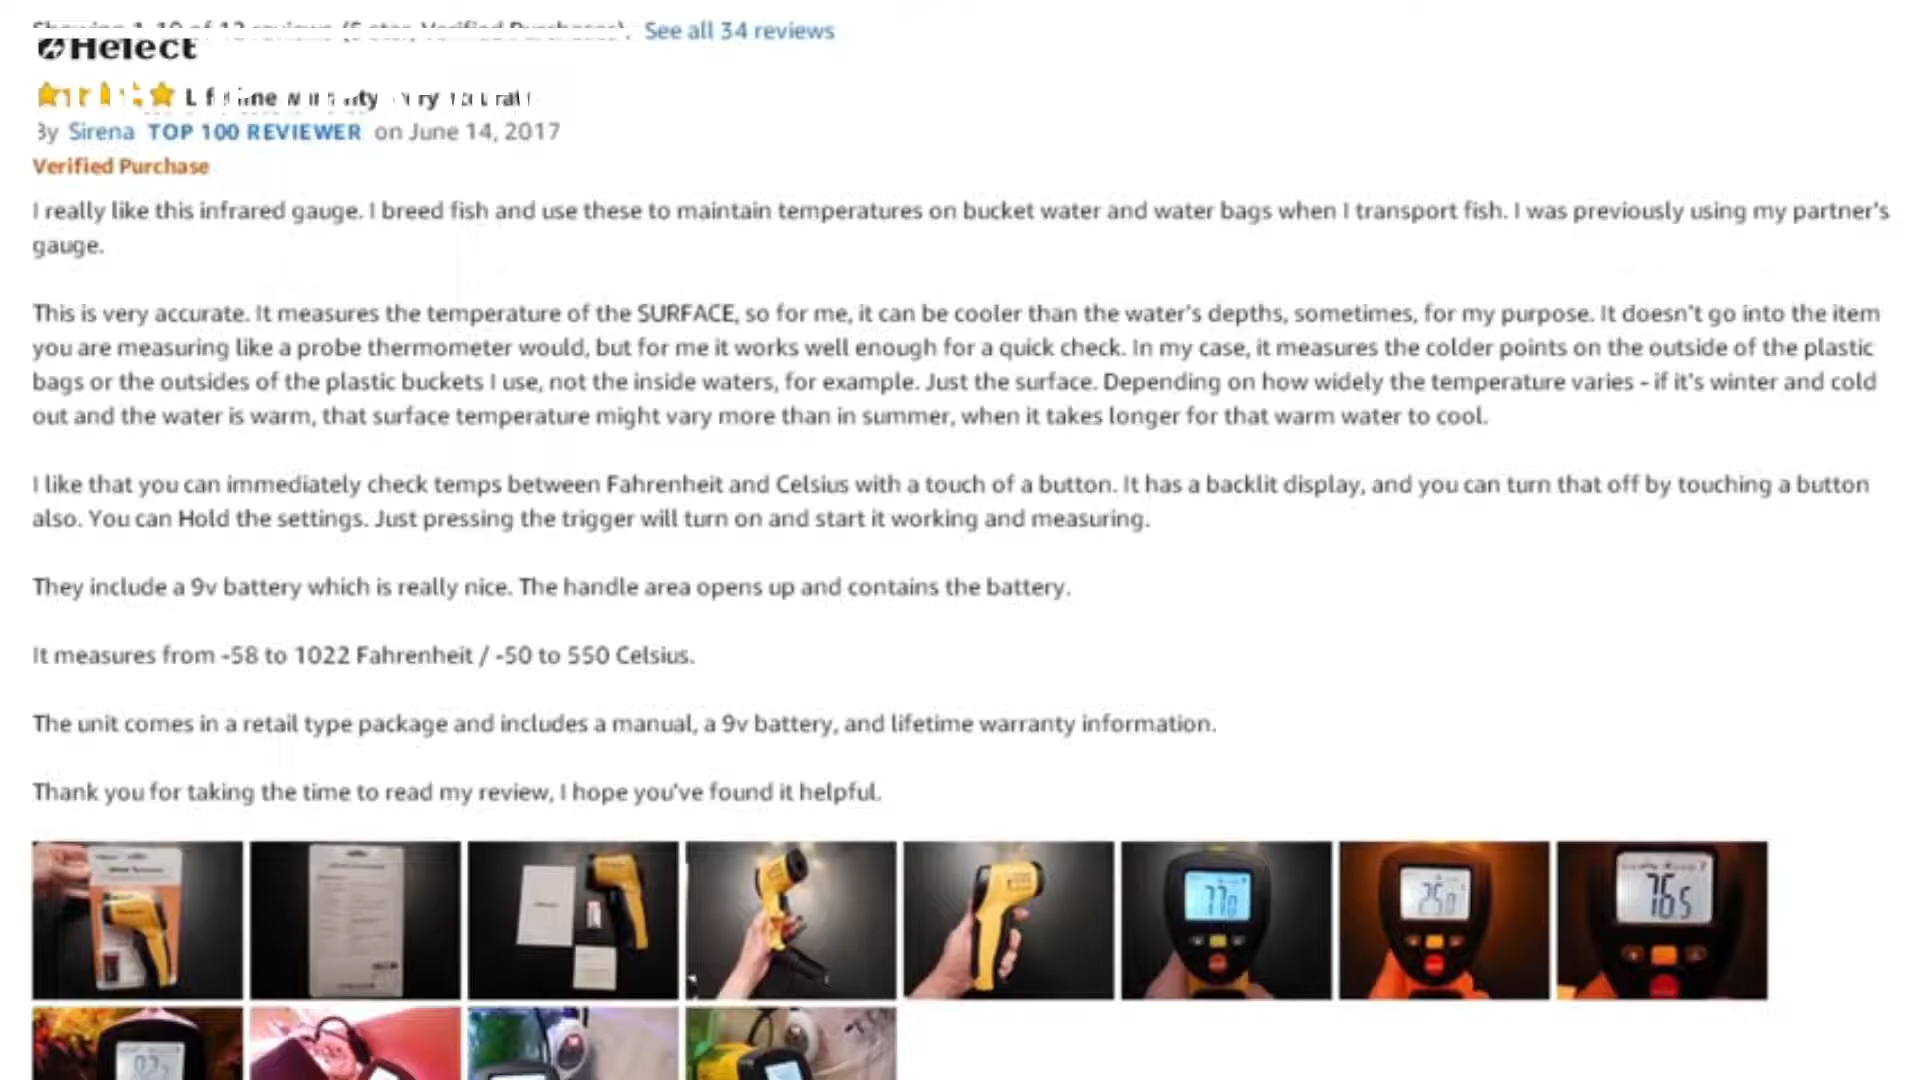 See all 34 reviews
Helect
By Sirena TOP 100 REVIEWER on June 14, 2017
Verified Purchase
I really like this infrared gauge. I breed fish and use these to maintain temperatures on bucket water and water bags when I transport fish. I was previously using my partner's
gauge.
This is very accurate. It measures the temperature of the SURFACE, so for me, it can be cooler than the water's depths, sometimes, for my purpose. It doesn't go into the item
you are measuring like a probe thermometer would, but for me it works well enough for a quick check. In my case, it measures the colder points on the outside of the plastic
bags or the outsides of the plastic buckets I use, not the inside waters, for example. Just the surface. Depending on how widely the temperature varies - if it's winter and cold
out and the water is warm, that surface temperature might vary more than in summer, when it takes longer for that warm water to cool.
I like that you can immediately check temps between Fahrenheit and Celsius with a touch of a button. It has a backlit display, and you can turn that off by touching a button
also. You can Hold the settings. Just pressing the trigger will turn on and start it working and measuring.
They include a 9v battery which is really nice. The handle area opens up and contains the battery.
It measures from -58 to 1022 Fahrenheit / -50 to 550 Celsius.
The unit comes in a retail type package and includes a manual, a 9v battery, and lifetime warranty information.
Thank you for taking the time to read my review, I hope you've found it helpful.
77.0
25.0
76.5